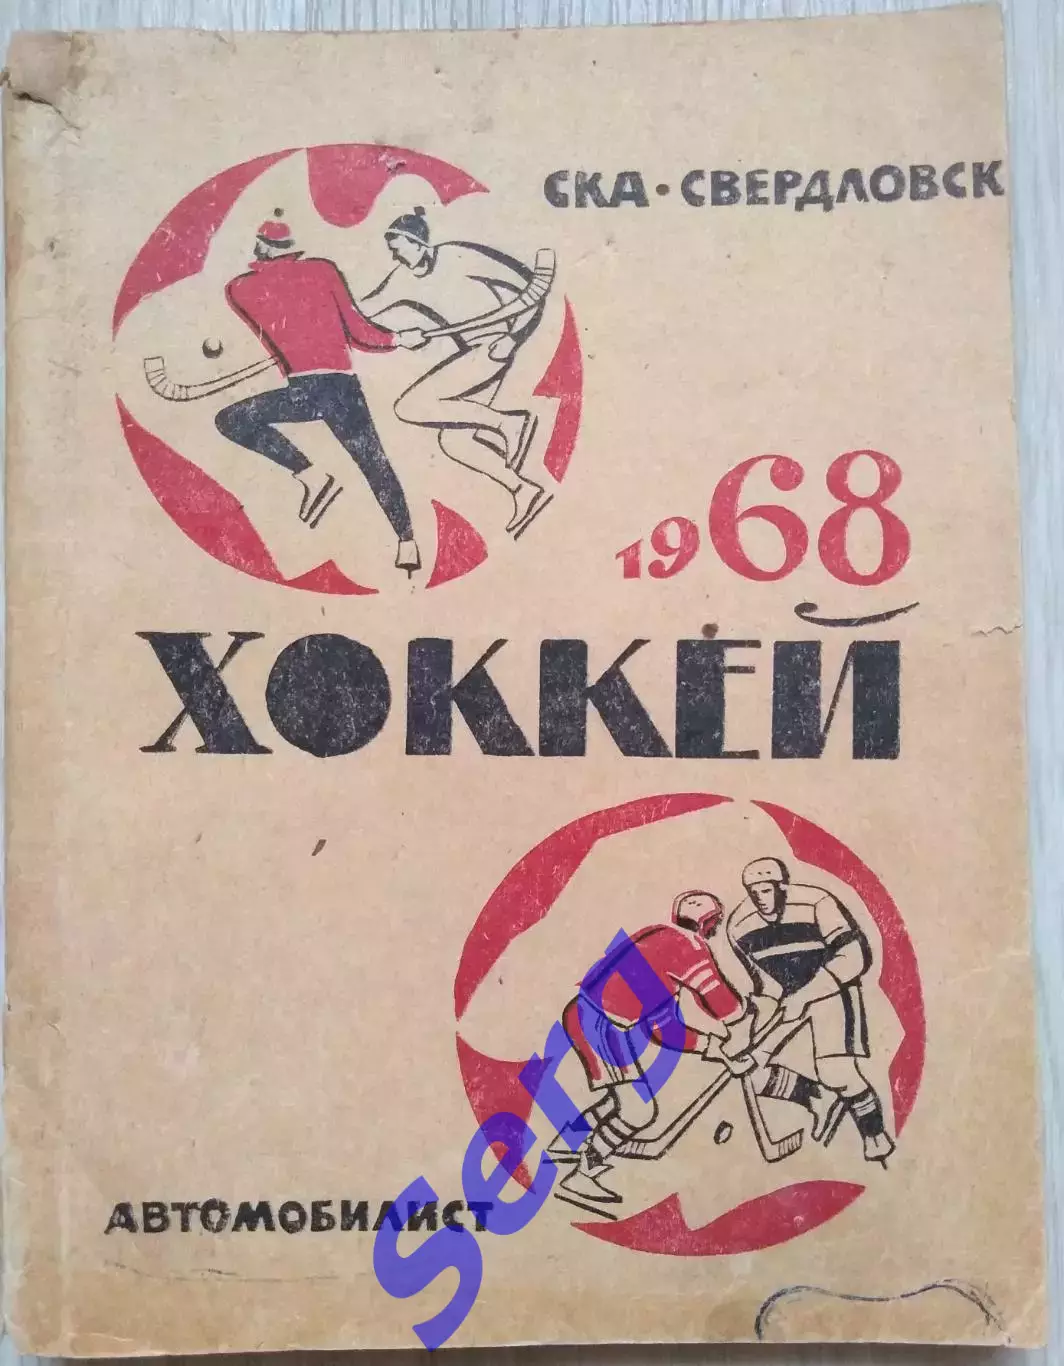 СКА·СВЕРДЛОВСК
1968
ХОККЕЙ
АВТОМОБИЛИСТ
Serg